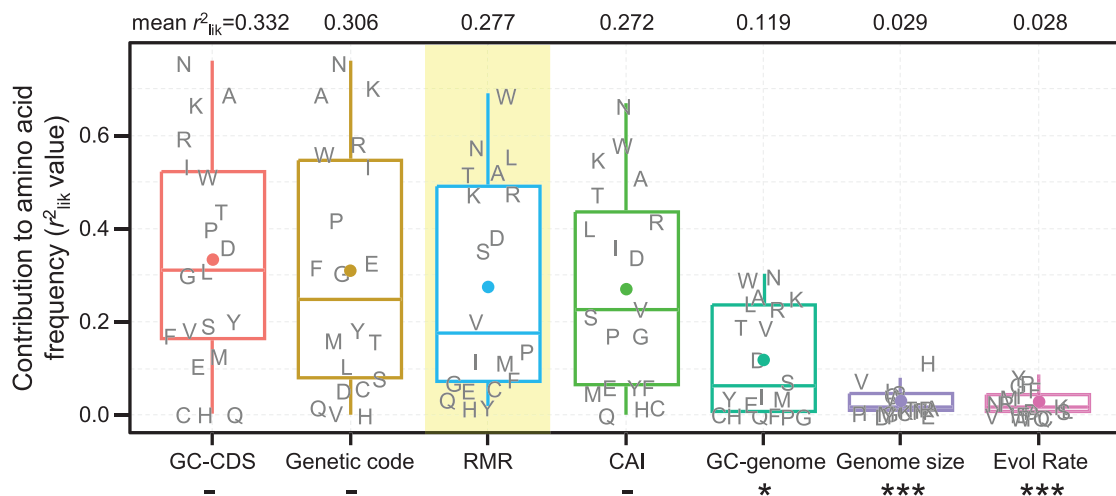 mean r²lik=0.332 0.306 0.277 0.272 0.119 0.029 0.028
Contribution to amino acid
frequency (r²lik value)
0.6
0.4
0.2
0.0
N A K R I W T P D G L Y S V F M E C H Q
N K A R W I P E F G Y M T L S C D Q V H
W N L A T K R D S V P M I F G E C Q H Y
N W K A T R L I D V S P G E Y F M H C Q
N W A K L R T V D S Y I M E C H Q F P G
GC-CDS Genetic code RMR CAI GC-genome Genome size Evol Rate
- - - * *** ***